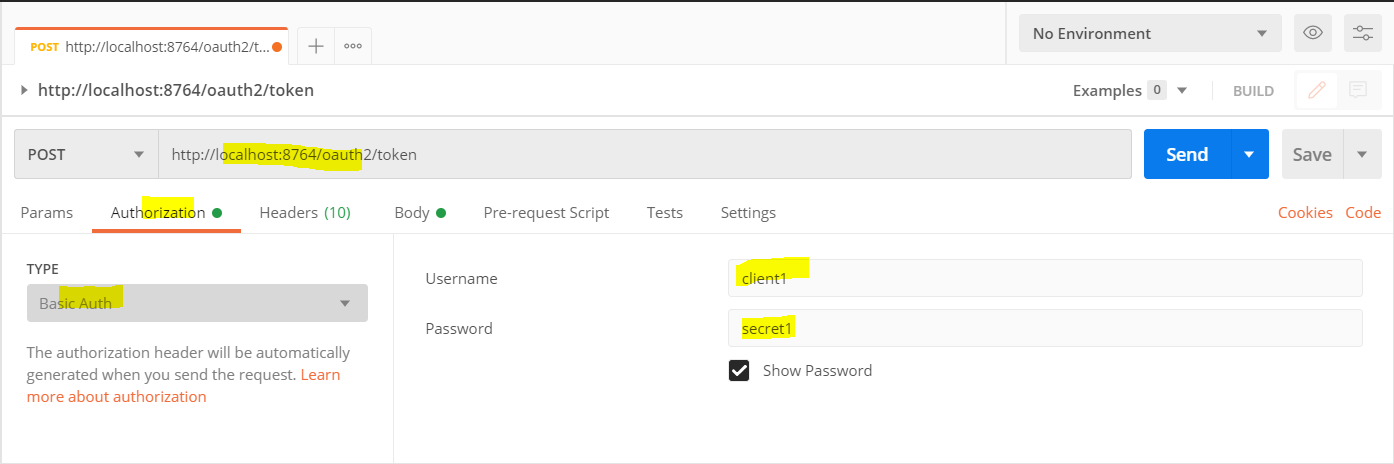 POST http://localhost:8764/oauth2/t...
No Environment
http://localhost:8764/oauth2/token
Examples 0
BUILD
POST http://localhost:8764/oauth2/token
Send
Save
Params Authorization Headers (10) Body Pre-request Script Tests Settings Cookies Code
TYPE
Basic Auth
The authorization header will be automatically
generated when you send the request. Learn
more about authorization
Username client1
Password secret1
Show Password